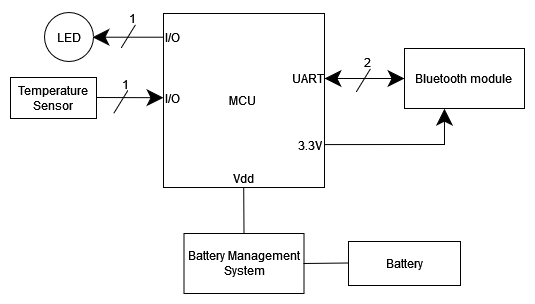 1
LED
I/O
Temperature
Sensor
1
I/O
MCU
UART
2
Bluetooth module
3.3V
Vdd
Battery Management
System
Battery